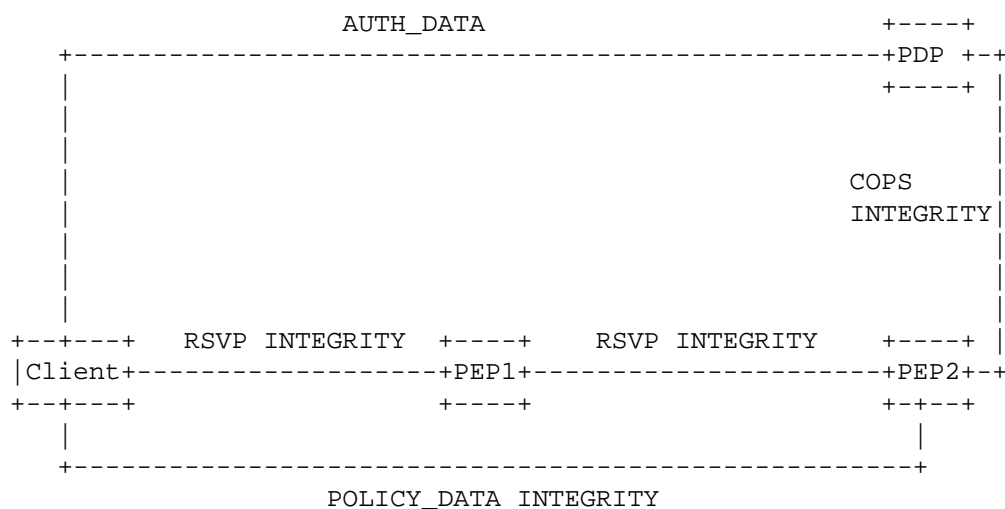 AUTH_DATA
PDP
COPS
INTEGRITY
RSVP INTEGRITY RSVP INTEGRITY
Client PEP1 PEP2
POLICY_DATA INTEGRITY